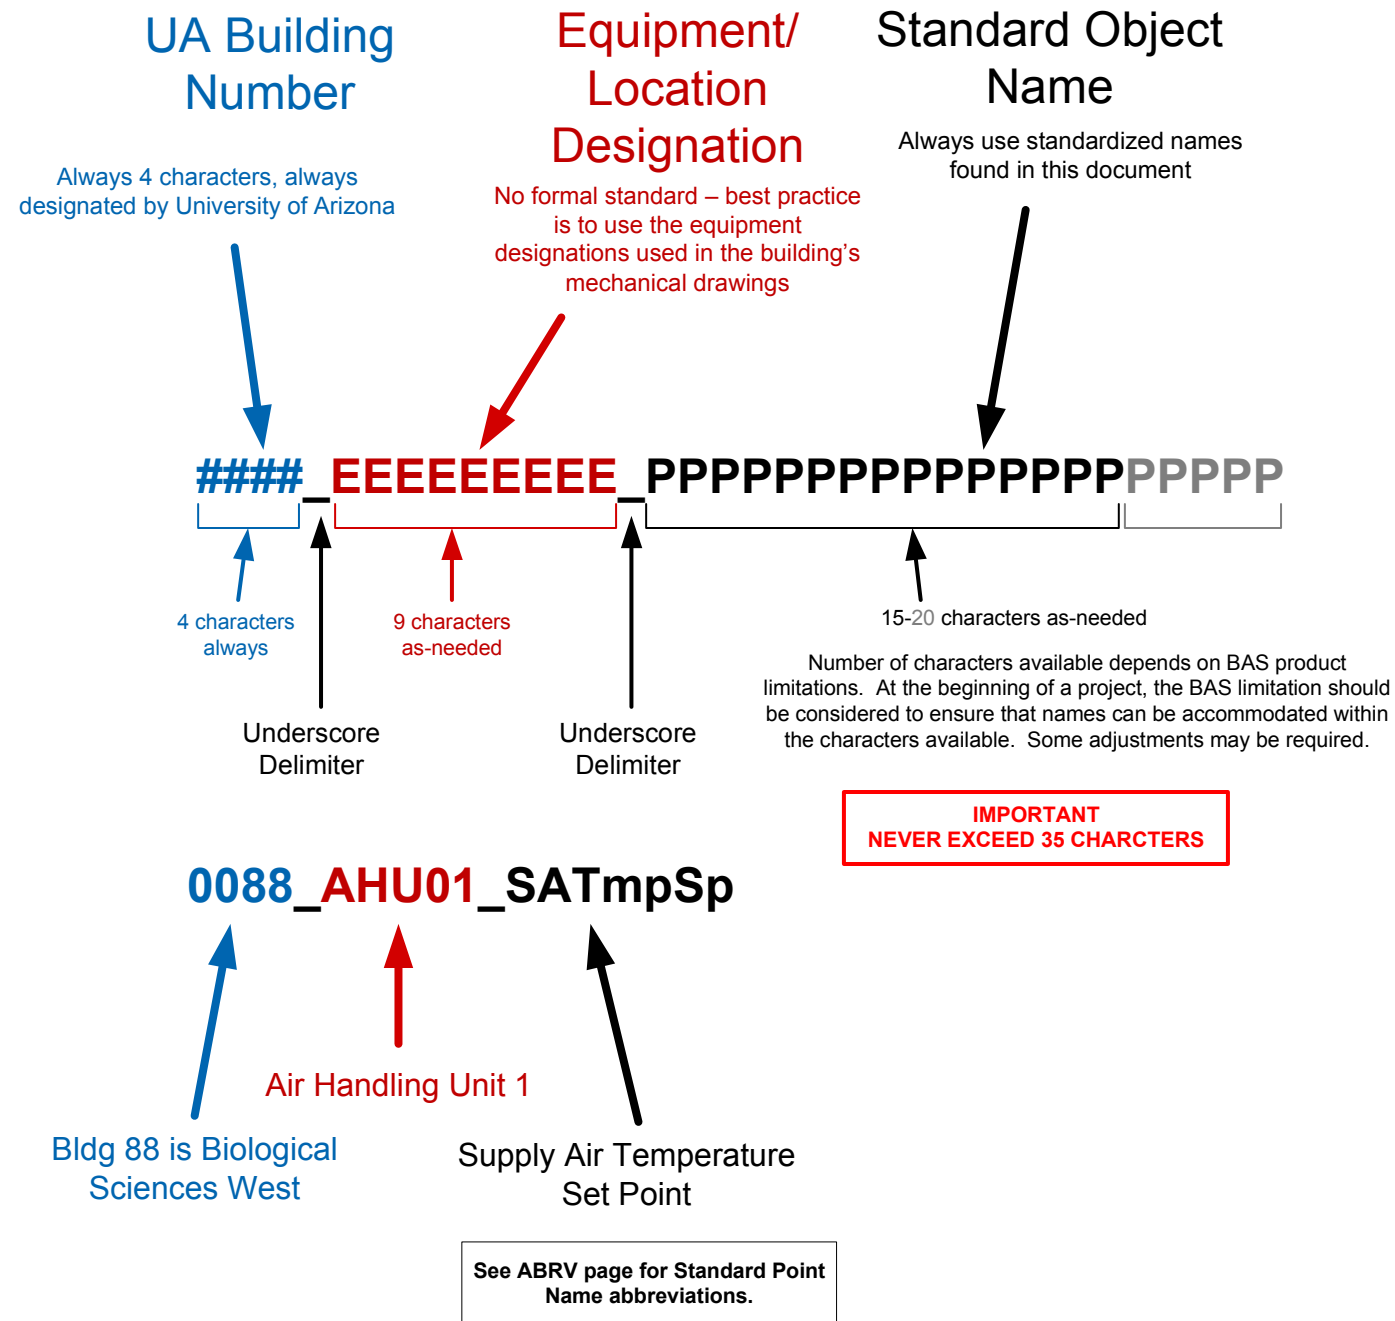 UA Building
Number
Always 4 characters, always
designated by University of Arizona
Equipment/
Location
Designation
No formal standard – best practice
is to use the equipment
designations used in the building’s
mechanical drawings
Standard Object
Name
Always use standardized names
found in this document
####_EEEEEEEEE_PPPPPPPPPPPPPPPPPPPP
4 characters
always
9 characters
as-needed
15-20 characters as-needed
Number of characters available depends on BAS product
limitations. At the beginning of a project, the BAS limitation should
be considered to ensure that names can be accommodated within
the characters available. Some adjustments may be required.
Underscore
Delimiter
Underscore
Delimiter
IMPORTANT
NEVER EXCEED 35 CHARCTERS
0088_AHU01_SATmpSp
Air Handling Unit 1
Bldg 88 is Biological
Sciences West
Supply Air Temperature
Set Point
See ABRV page for Standard Point
Name abbreviations.